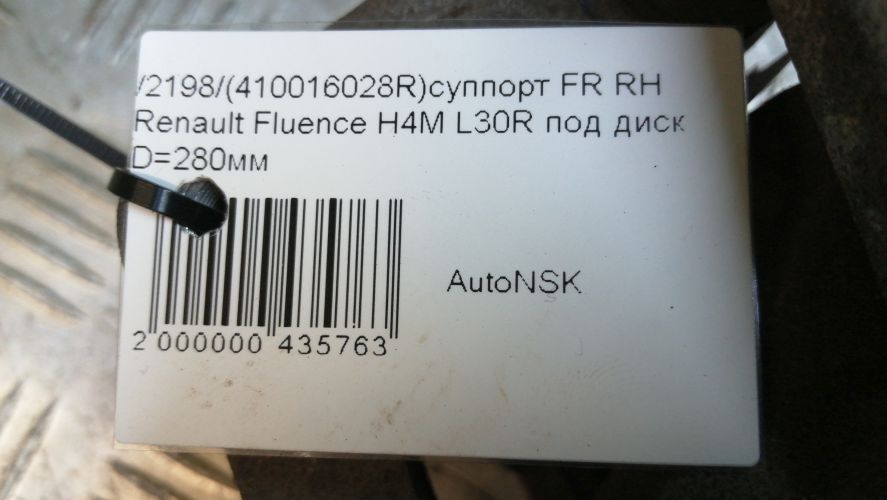 /2198/(410016028R)суппорт FR RH
Renault Fluence H4M L30R под диск
D=280мм
AutoNSK
2 000000 435763